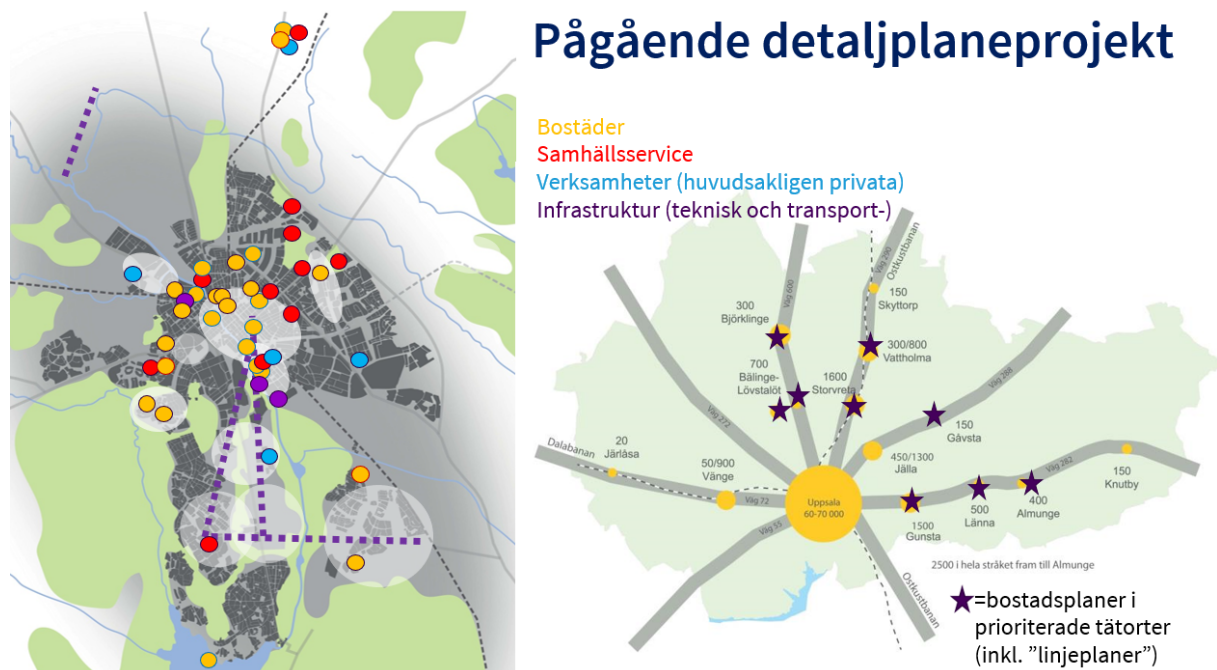 Pågående detaljplaneprojekt
Bostäder
Samhällsservice
Verksamheter (huvudsakligen privata)
Infrastruktur (teknisk och transport-)
Väg 600
Väg 290
Ostkustbanan
300
Björklinge
150
Skyttorp
300/800
Vattholma
700
Bälinge-
Lövstalöt
1600
Storvreta
Väg 288
Väg 272
150
Gåvsta
Dalabanan
20
Järlåsa
50/900
Vänge
450/1300
Jälla
Väg 282
150
Knutby
Väg 72
Uppsala
60-70 000
400
Almunge
500
Länna
1500
Gunsta
Väg 55
2500 i hela stråket fram till Almunge
Ostkustbanan
=bostadsplaner i
prioriterade tätorter
(inkl. ”linjeplaner”)